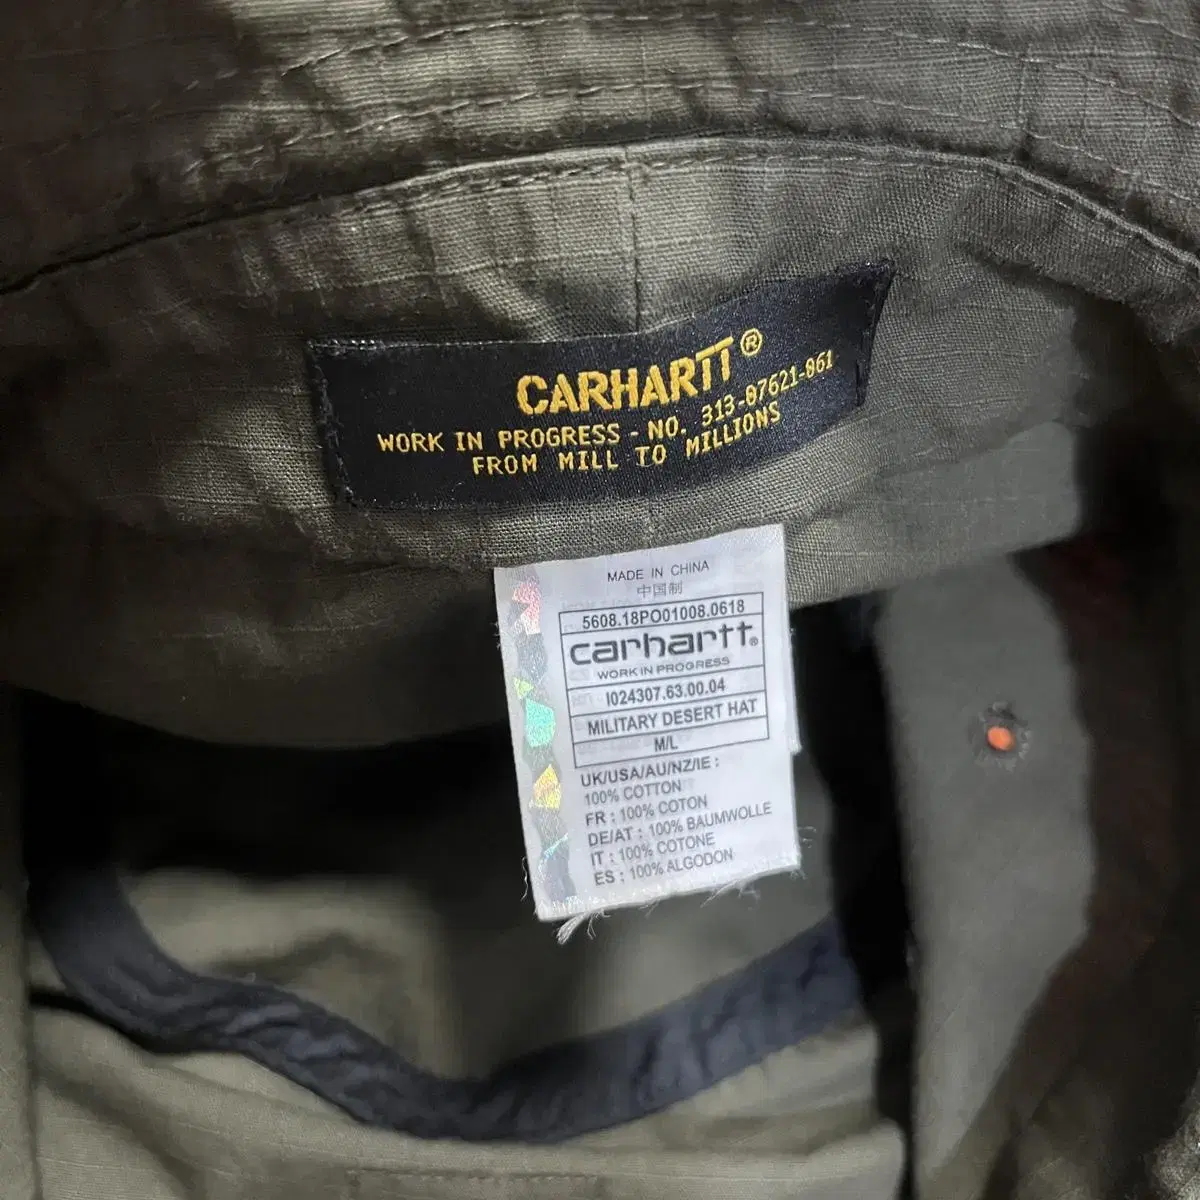 CARHARTT®
WORK IN PROGRESS - NO. 313-07621-061
FROM MILL TO MILLIONS
MADE IN CHINA
中国制
5608.18PO01008.0618
carhartt®
WORK IN PROGRESS
I024307.63.00.04
MILITARY DESERT HAT
M/L
UK/USA/AU/NZ/IE :
100% COTTON
FR : 100% COTON
DE/AT : 100% BAUMWOLLE
IT : 100% COTONE
ES : 100% ALGODON